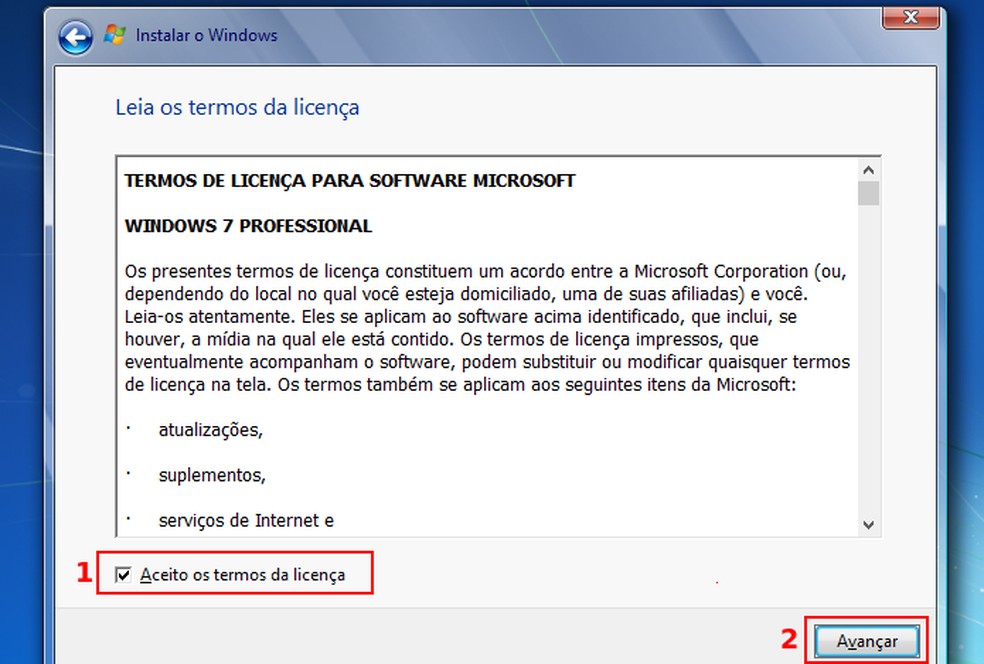 Instalar o Windows
Leia os termos da licença
TERMOS DE LICENÇA PARA SOFTWARE MICROSOFT
WINDOWS 7 PROFESSIONAL
Os presentes termos de licença constituem um acordo entre a Microsoft Corporation (ou,
dependendo do local no qual você esteja domiciliado, uma de suas afiliadas) e você.
Leia-os atentamente. Eles se aplicam ao software acima identificado, que inclui, se
houver, a mídia na qual ele está contido. Os termos de licença impressos, que
eventualmente acompanham o software, podem substituir ou modificar quaisquer termos
de licença na tela. Os termos também se aplicam aos seguintes itens da Microsoft:
· atualizações,
· suplementos,
· serviços de Internet e
1 Aceito os termos da licença
2 Avançar